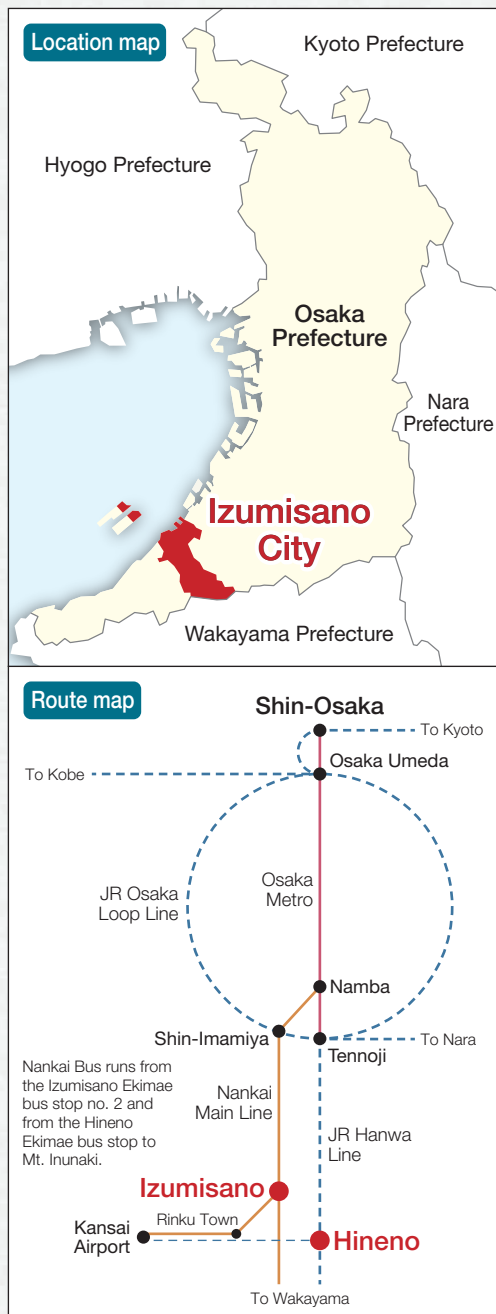 Location map
Kyoto Prefecture
Hyogo Prefecture
Osaka
Prefecture
Nara
Prefecture
Izumisano
City
Wakayama Prefecture
Route map
Shin-Osaka
To Kyoto
Osaka Umeda
To Kobe
JR Osaka
Loop Line
Osaka
Metro
Namba
Shin-Imamiya
Tennoji
To Nara
Nankai Bus runs from
the Izumisano Ekimae
bus stop no. 2 and
from the Hineno
Ekimae bus stop to
Mt. Inunaki.
Nankai
Main Line
JR Hanwa
Line
Izumisano
Rinku Town
Kansai
Airport
Hineno
To Wakayama